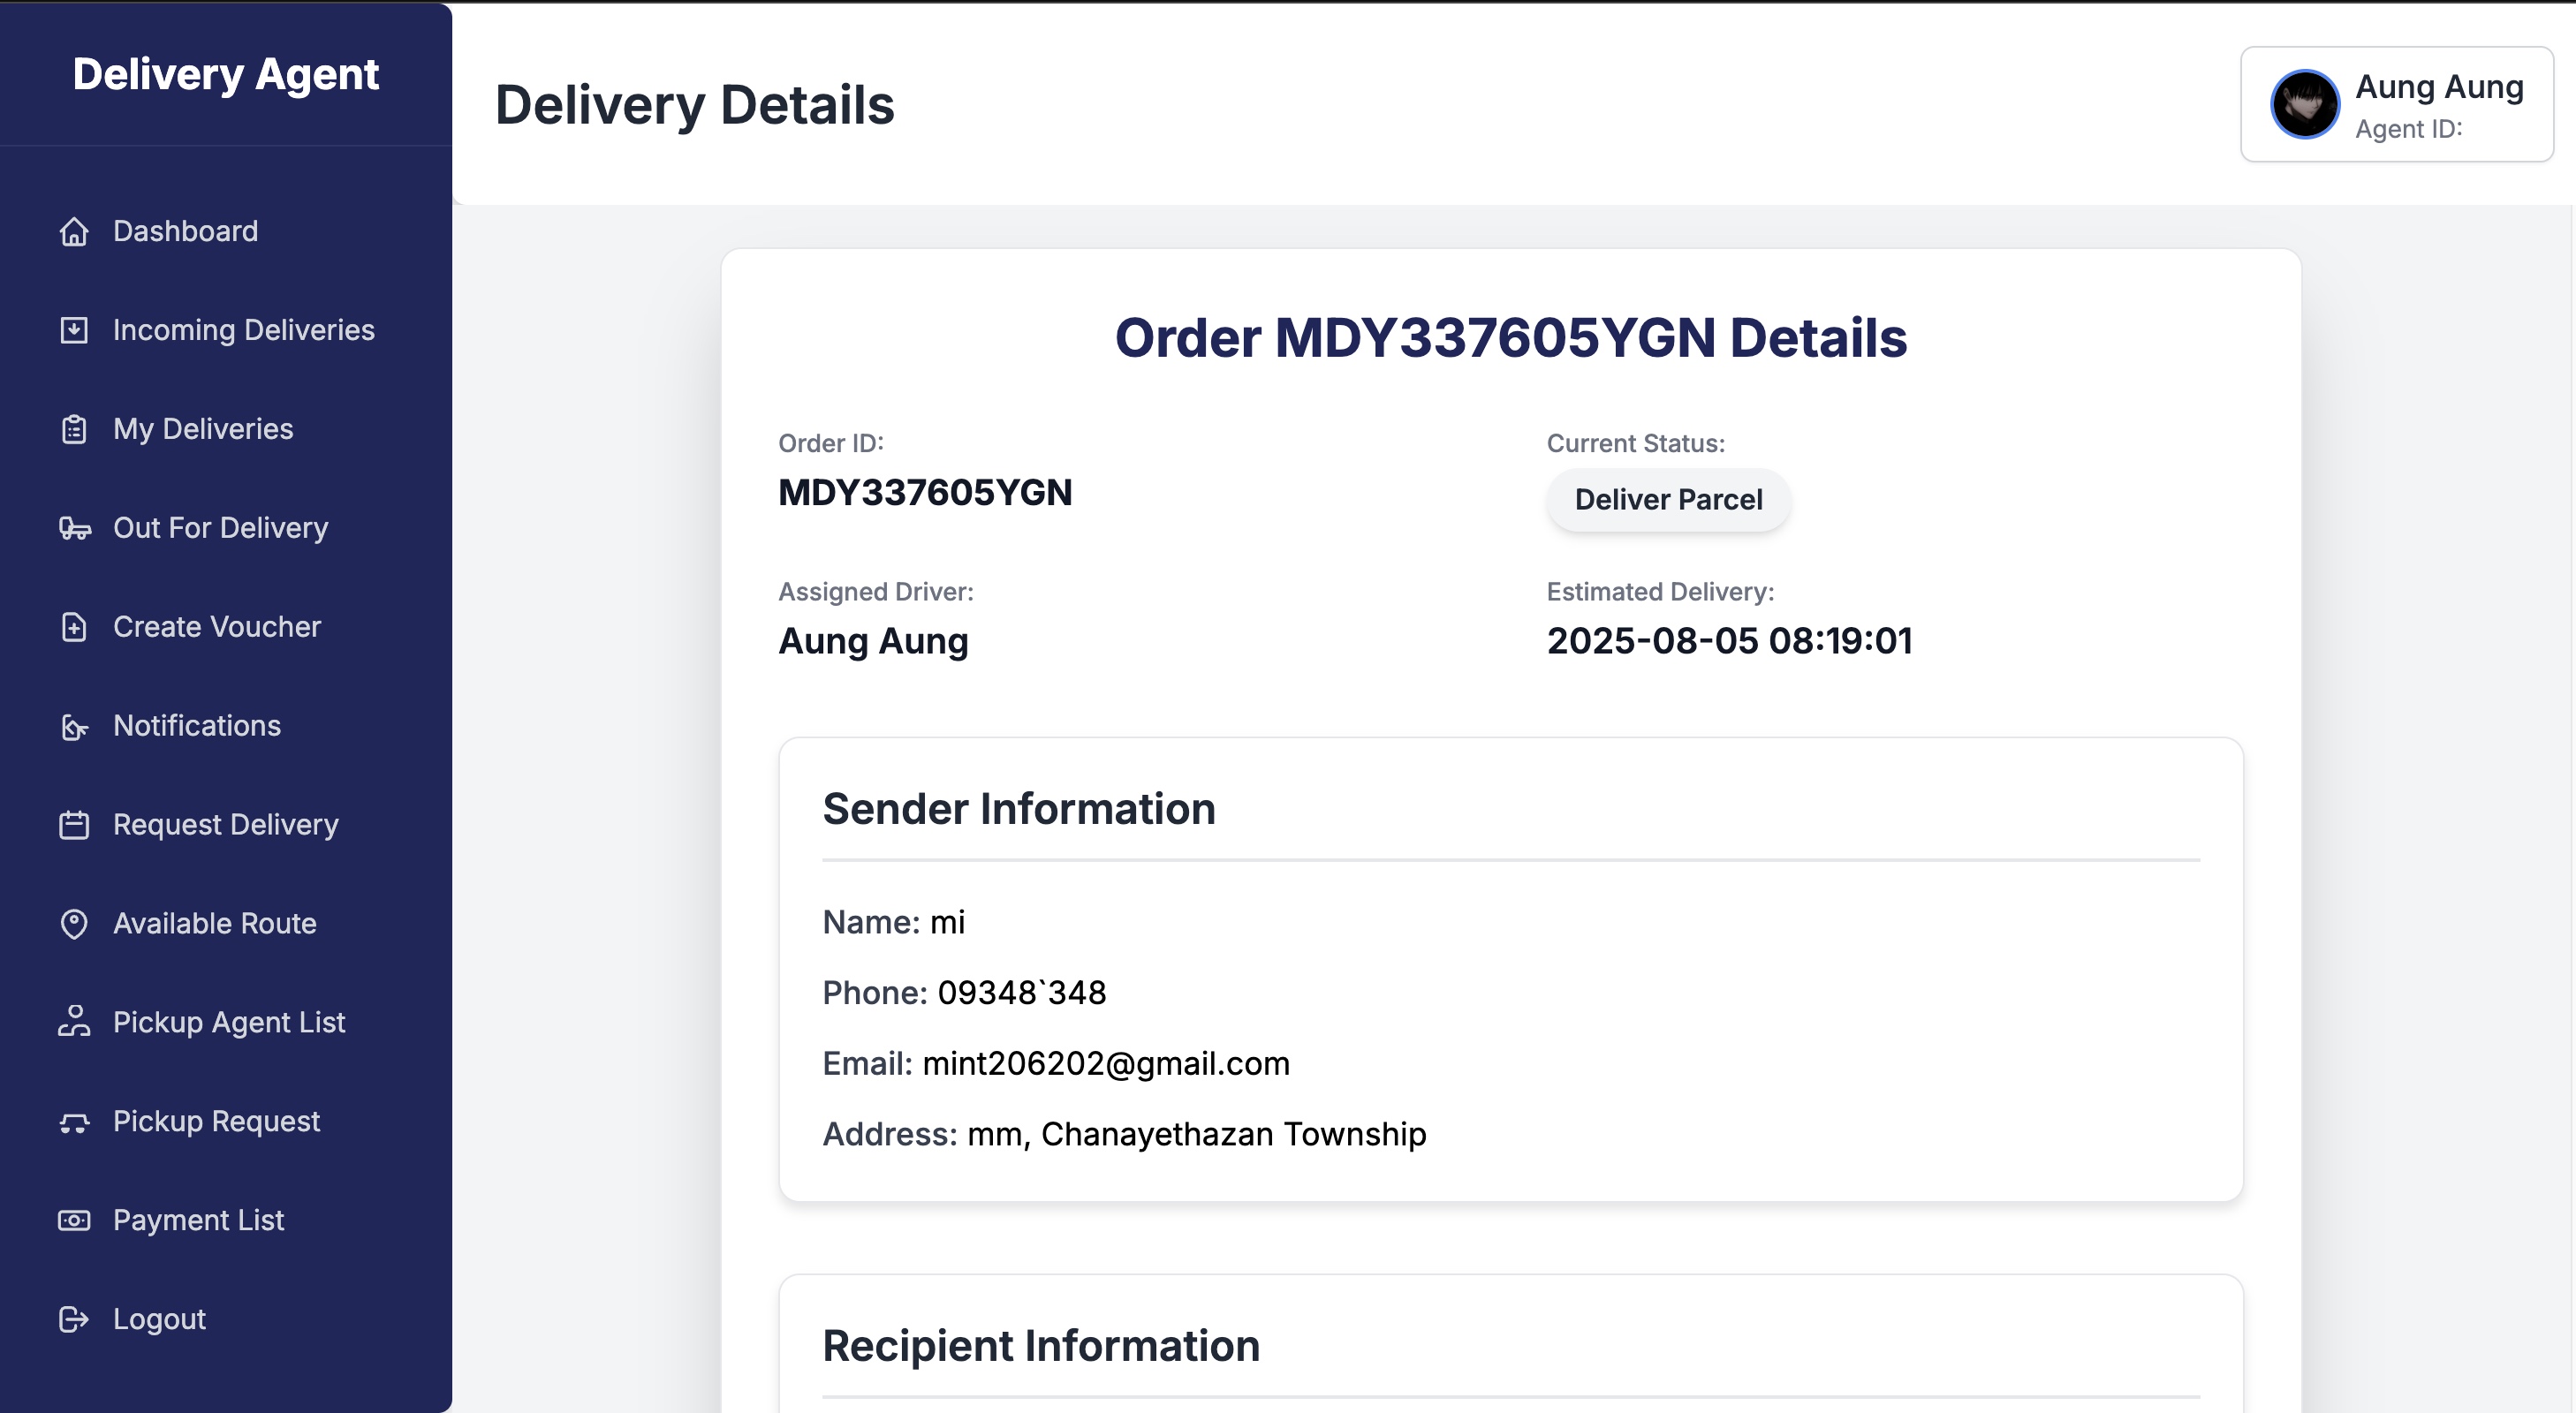 Delivery Agent
Dashboard
Incoming Deliveries
My Deliveries
Out For Delivery
Create Voucher
Notifications
Request Delivery
Available Route
Pickup Agent List
Pickup Request
Payment List
Logout
Delivery Details
Aung Aung
Agent ID:
Order MDY337605YGN Details
Order ID:
MDY337605YGN
Current Status:
Deliver Parcel
Assigned Driver:
Aung Aung
Estimated Delivery:
2025-08-05 08:19:01
Sender Information
Name: mi
Phone: 09348`348
Email: mint206202@gmail.com
Address: mm, Chanayethazan Township
Recipient Information